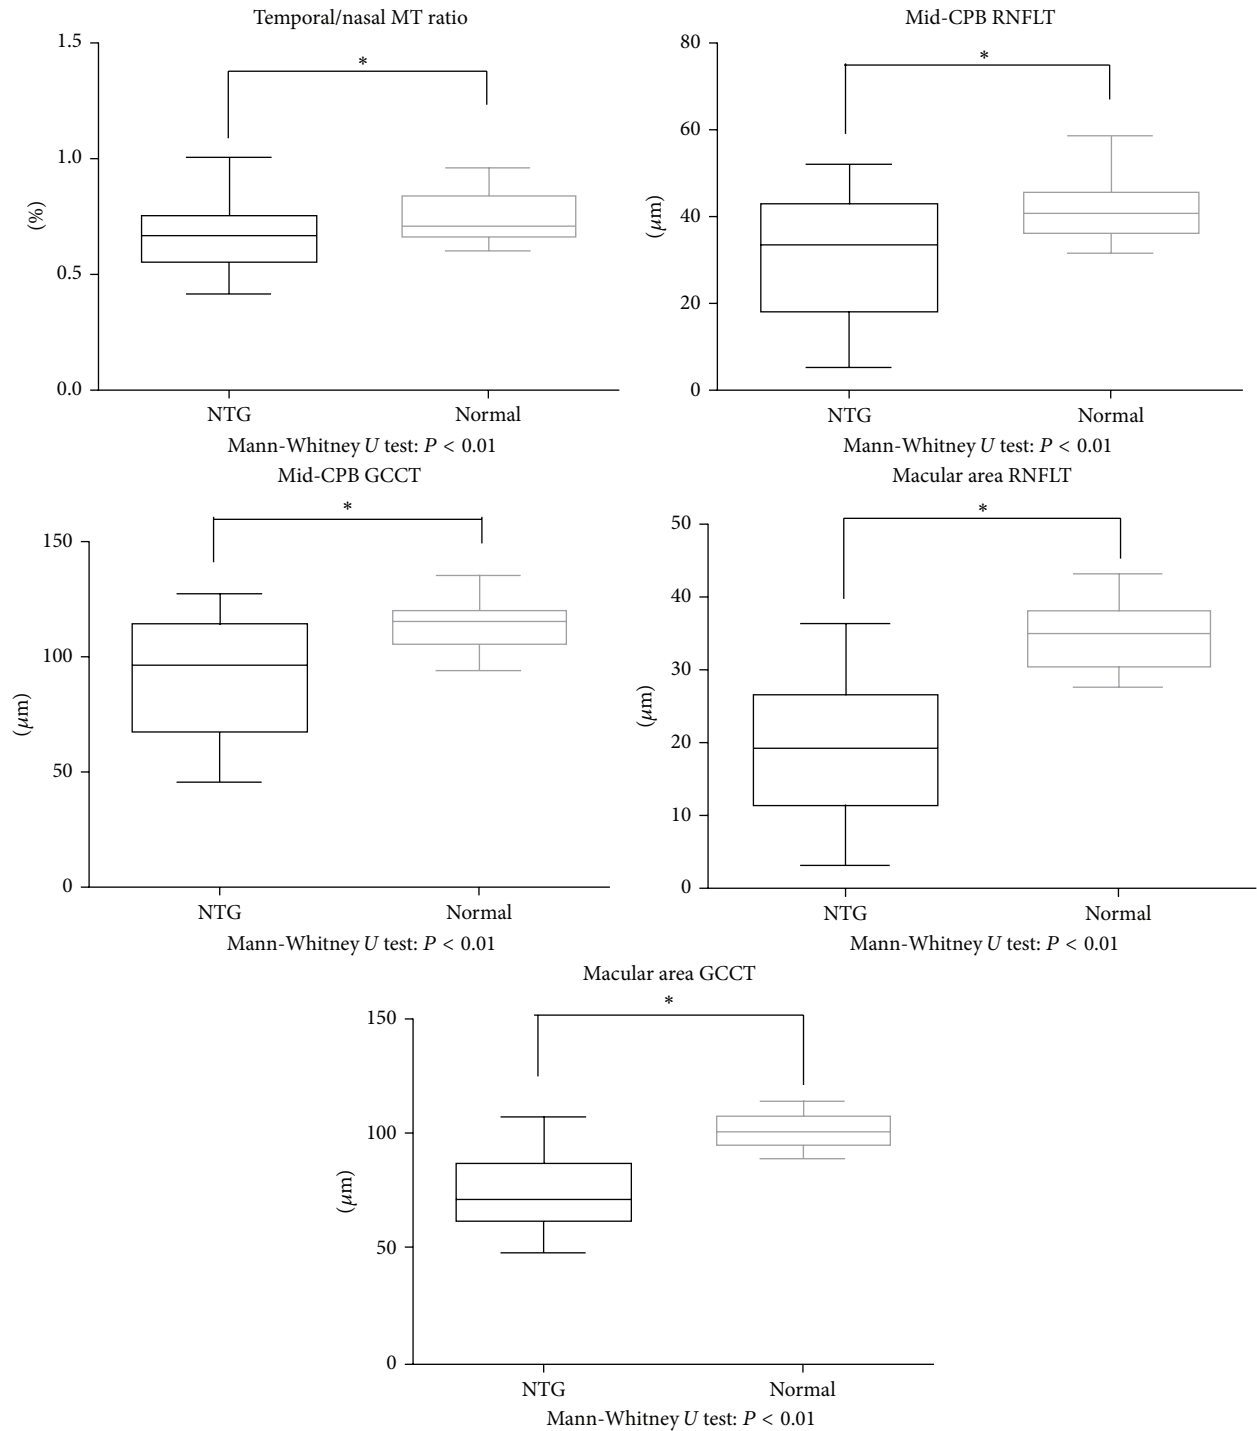 Temporal/nasal MT ratio
1.5
*
1.0
(%)
0.5
0.0
NTG Normal
Mann-Whitney U test: P < 0.01
Mid-CPB RNFLT
80
*
60
40
(μm)
20
0
NTG Normal
Mann-Whitney U test: P < 0.01
Mid-CPB GCCT
*
150
100
(μm)
50
0
NTG Normal
Mann-Whitney U test: P < 0.01
Macular area RNFLT
50
*
40
30
(μm)
20
10
0
NTG Normal
Mann-Whitney U test: P < 0.01
Macular area GCCT
*
150
100
(μm)
50
0
NTG Normal
Mann-Whitney U test: P < 0.01